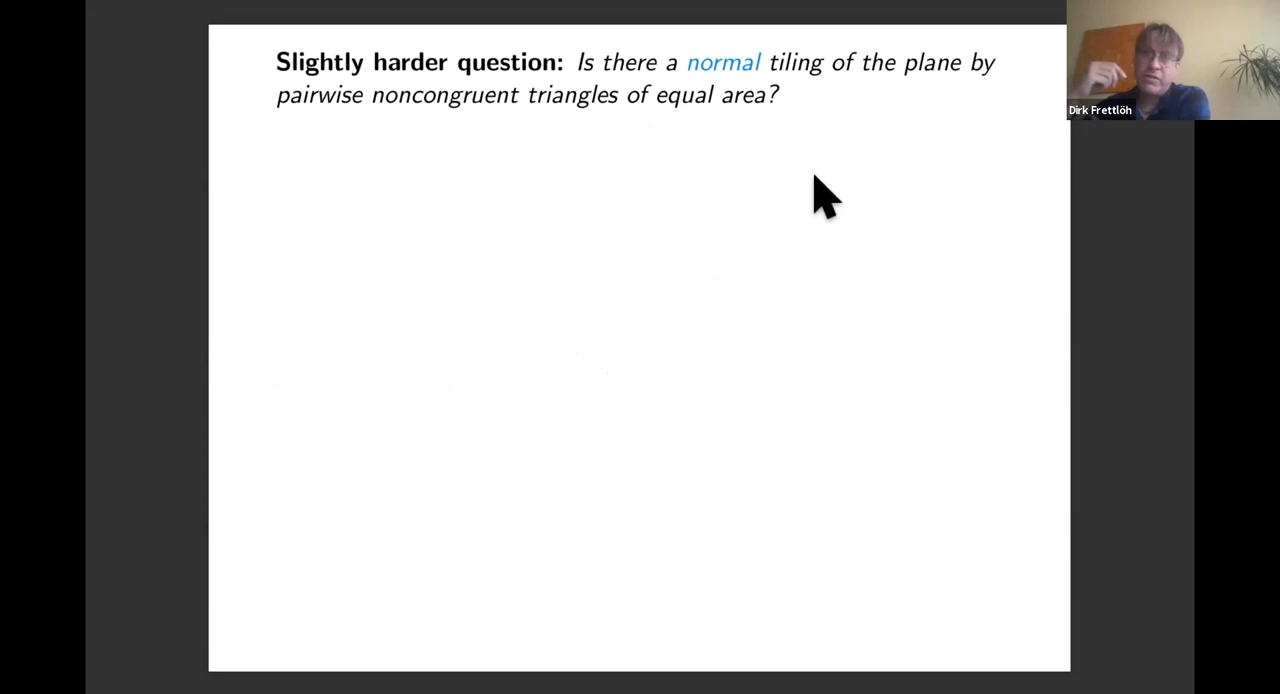 Slightly harder question: Is there a normal tiling of the plane by
pairwise noncongruent triangles of equal area?
Dirk Frettlöh